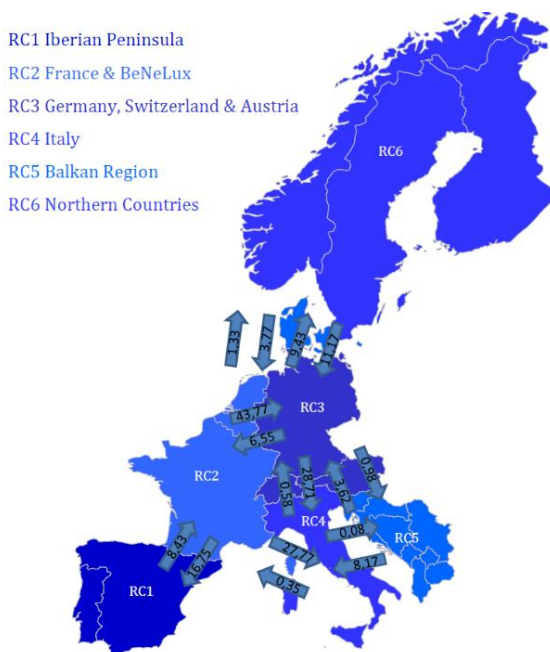 RC1 Iberian Peninsula
RC2 France & BeNeLux
RC3 Germany, Switzerland & Austria
RC4 Italy
RC5 Balkan Region
RC6 Northern Countries
RC6
1,33
3,77
9,43
11,17
RC3
43,77
6,55
RC2
0,58
28,71
3,62
0,98
RC4
0,08
RC5
8,43
16,75
27,77
8,17
0,35
RC1